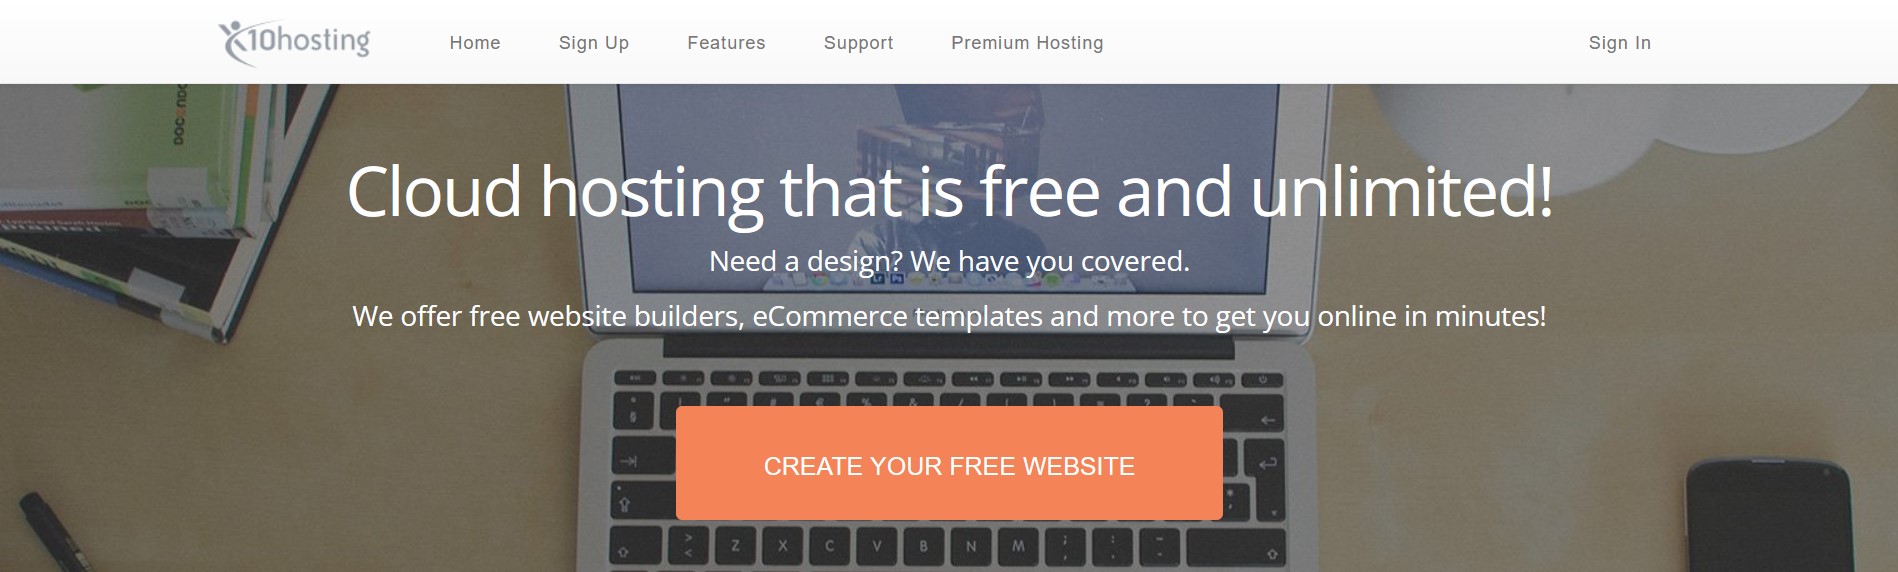 x10hosting
Home
Sign Up
Features
Support
Premium Hosting
Sign In
Cloud hosting that is free and unlimited!
Need a design? We have you covered.
We offer free website builders, eCommerce templates and more to get you online in minutes!
CREATE YOUR FREE WEBSITE
Z X C V B N M